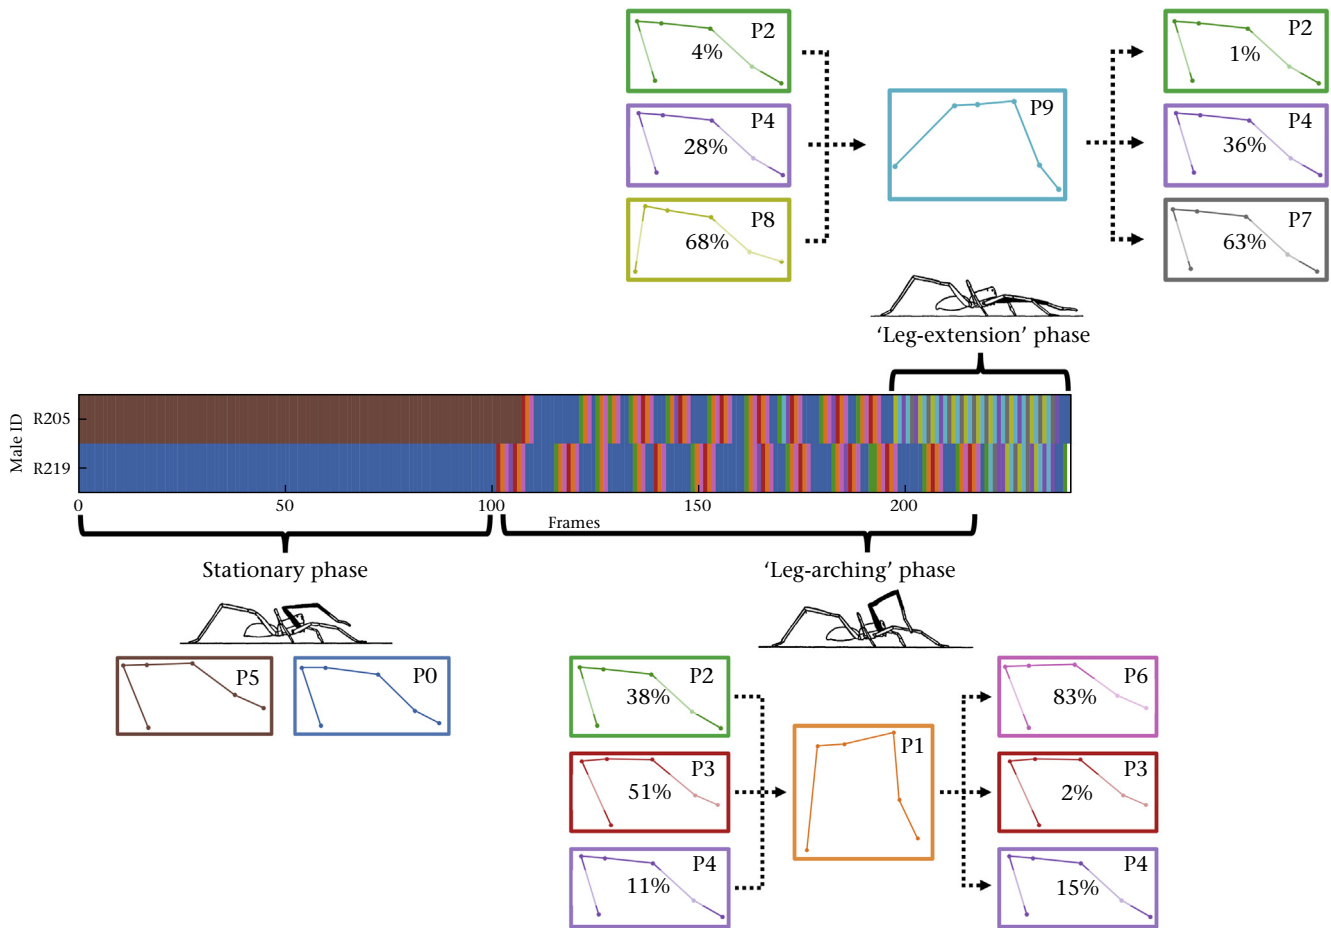 P2
4%
P4
28%
P8
68%
P9
P2
1%
P4
36%
P7
63%
‘Leg-extension’ phase
Male ID
R205
R219
0 50 100 150 200
Frames
Stationary phase
‘Leg-arching’ phase
P5
P0
P2
38%
P3
51%
P4
11%
P1
P6
83%
P3
2%
P4
15%